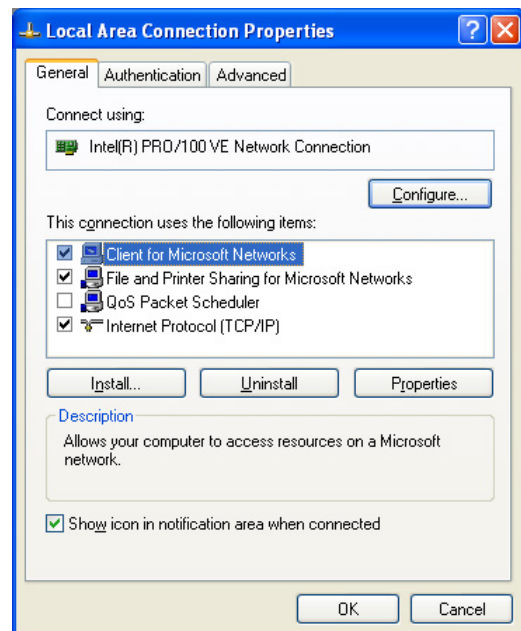 Local Area Connection Properties
General Authentication Advanced
Connect using:
Intel(R) PRO/100 VE Network Connection
Configure...
This connection uses the following items:
Client for Microsoft Networks
File and Printer Sharing for Microsoft Networks
QoS Packet Scheduler
Internet Protocol (TCP/IP)
Install... Uninstall Properties
Description
Allows your computer to access resources on a Microsoft
network.
Show icon in notification area when connected
OK Cancel